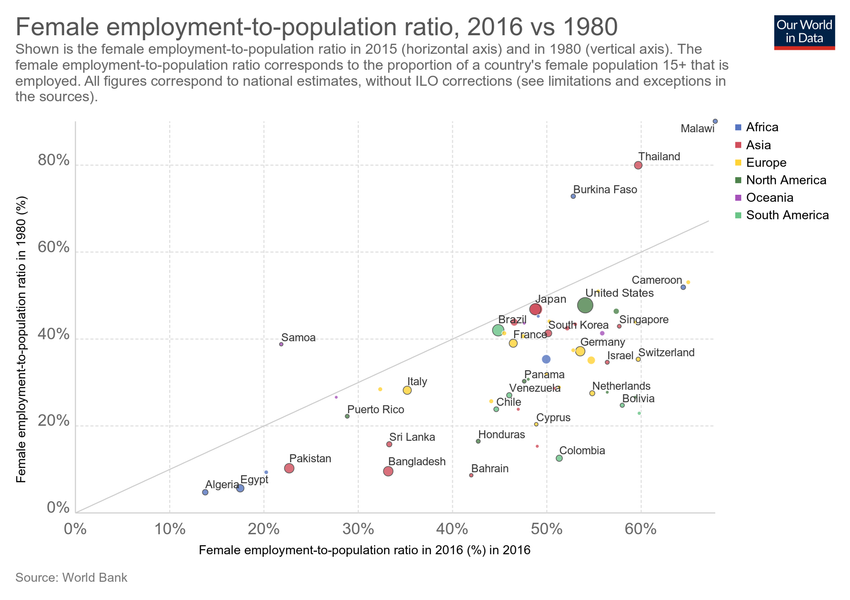 Female employment-to-population ratio, 2016 vs 1980
Our World
in Data
Shown is the female employment-to-population ratio in 2015 (horizontal axis) and in 1980 (vertical axis). The
female employment-to-population ratio corresponds to the proportion of a country's female population 15+ that is
employed. All figures correspond to national estimates, without ILO corrections (see limitations and exceptions in
the sources).
Female employment-to-population ratio in 1980 (%)
80%
60%
40%
20%
0%
Malawi
Thailand
Burkina Faso
Cameroon
United States
Japan
Brazil
South Korea
Singapore
Samoa
France
Germany
Israel
Switzerland
Panama
Italy
Venezuela
Netherlands
Chile
Bolivia
Puerto Rico
Cyprus
Sri Lanka
Honduras
Colombia
Pakistan
Bangladesh
Bahrain
Algeria
Egypt
0%
10%
20%
30%
40%
50%
60%
Female employment-to-population ratio in 2016 (%) in 2016
Africa
Asia
Europe
North America
Oceania
South America
Source: World Bank